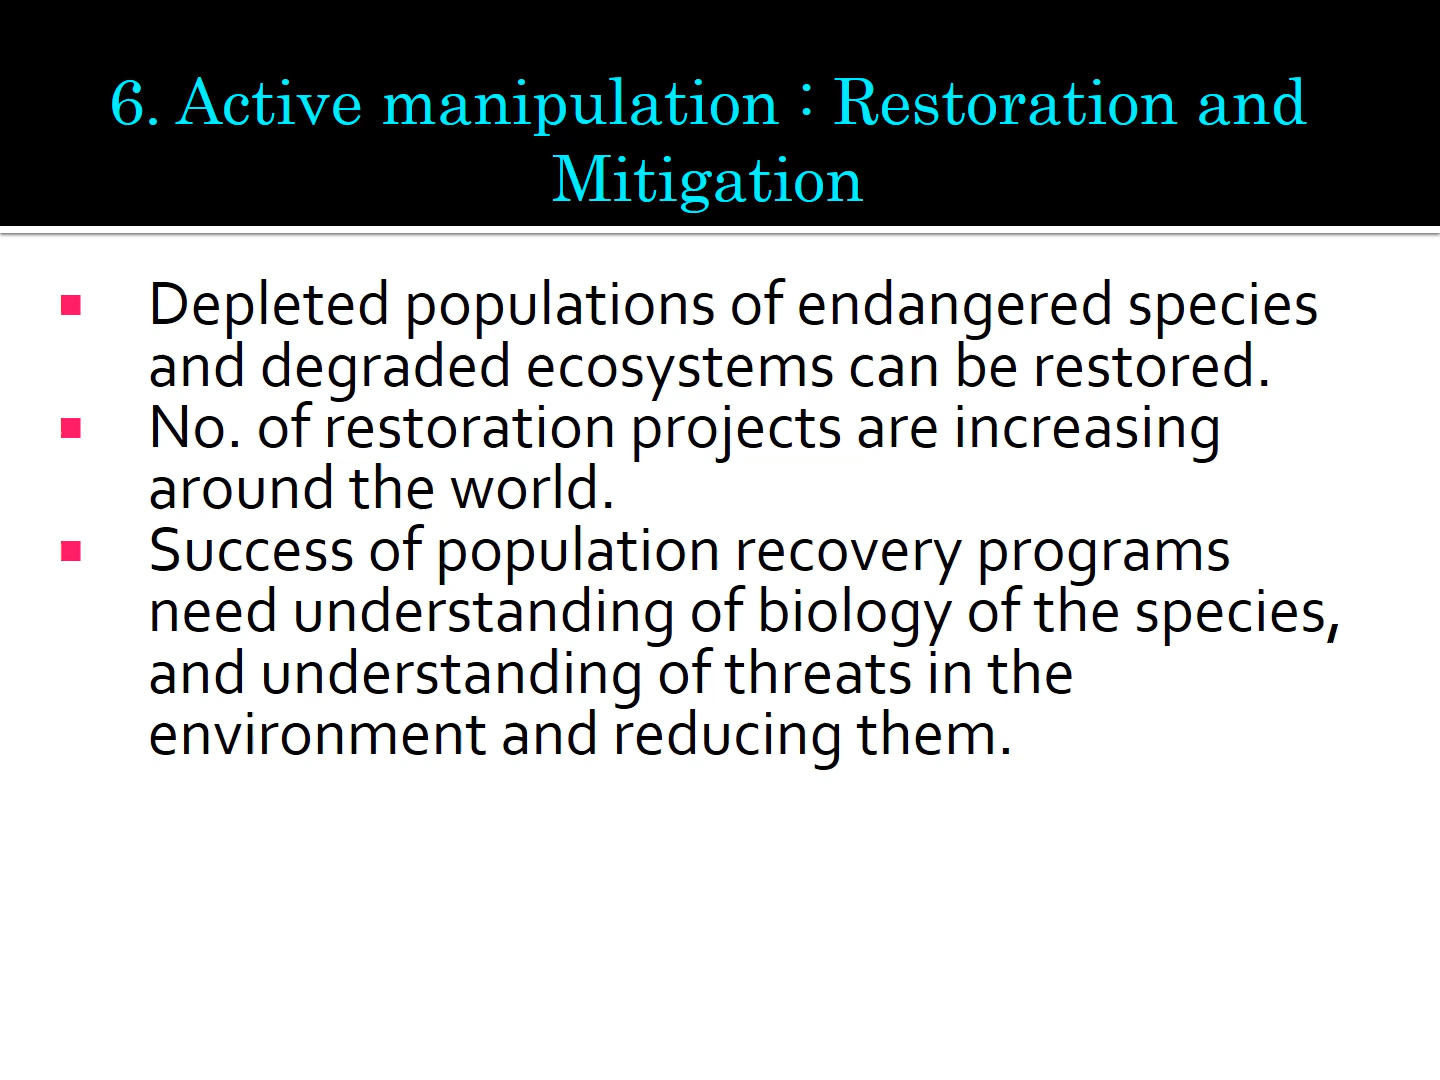 6. Active manipulation : Restoration and
Mitigation
Depleted populations of endangered species
and degraded ecosystems can be restored.
No. of restoration projects are increasing
around the world.
Success of population recovery programs
need understanding of biology of the species,
and understanding of threats in the
environment and reducing them.